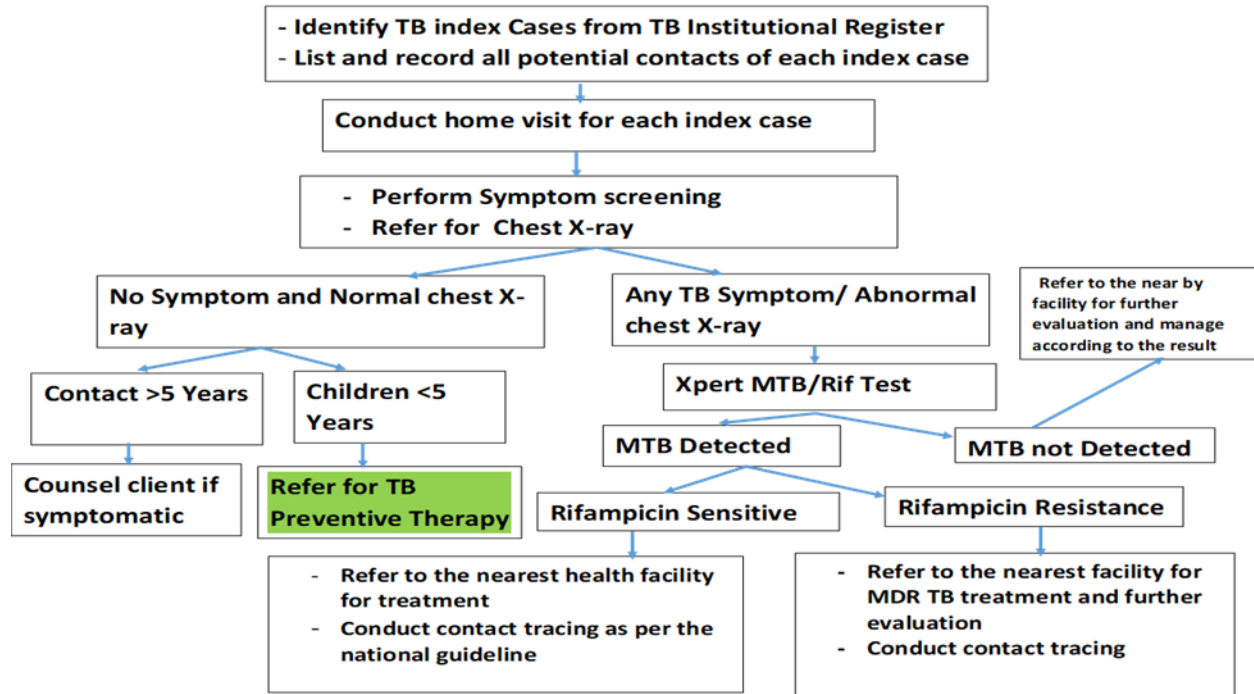 - Identify TB index Cases from TB Institutional Register
- List and record all potential contacts of each index case
Conduct home visit for each index case
- Perform Symptom screening
- Refer for Chest X-ray
No Symptom and Normal chest X-
ray
Any TB Symptom/ Abnormal
chest X-ray
Refer to the near by
facility for further
evaluation and manage
according to the result
Contact >5 Years
Children <5
Years
Xpert MTB/Rif Test
MTB Detected
MTB not Detected
Counsel client if
symptomatic
Refer for TB
Preventive Therapy
Rifampicin Sensitive
Rifampicin Resistance
- Refer to the nearest health facility
for treatment
- Conduct contact tracing as per the
national guideline
- Refer to the nearest facility for
MDR TB treatment and further
evaluation
- Conduct contact tracing